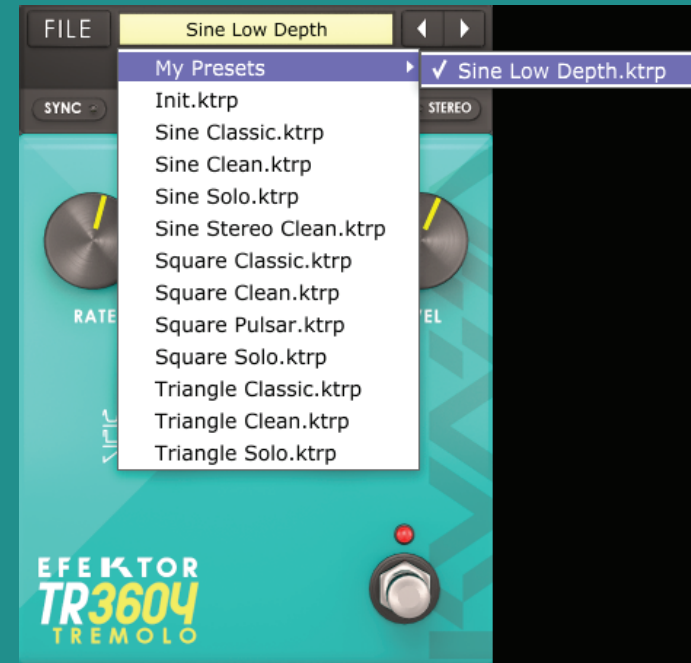 FILE
Sine Low Depth
My Presets
Sine Low Depth.ktrp
Init.ktrp
SYNC
STEREO
Sine Classic.ktrp
Sine Clean.ktrp
Sine Solo.ktrp
Sine Stereo Clean.ktrp
Square Classic.ktrp
Square Clean.ktrp
Square Pulsar.ktrp
Square Solo.ktrp
Triangle Classic.ktrp
Triangle Clean.ktrp
Triangle Solo.ktrp
RATE
EFEKTOR
TR3604
TREMOLO